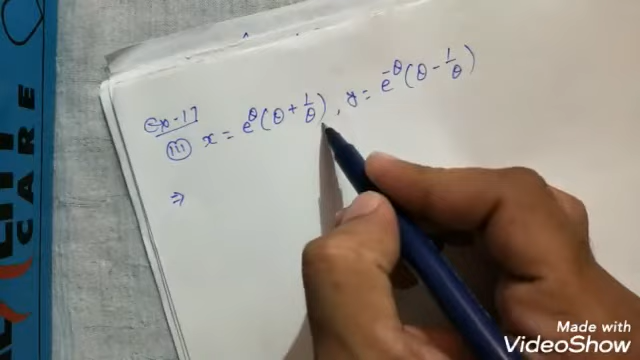 Ex-17
(iii) x = e^θ(θ + 1/θ), y = e^-θ(θ - 1/θ)
⇒
CARE
Made with
VideoShow